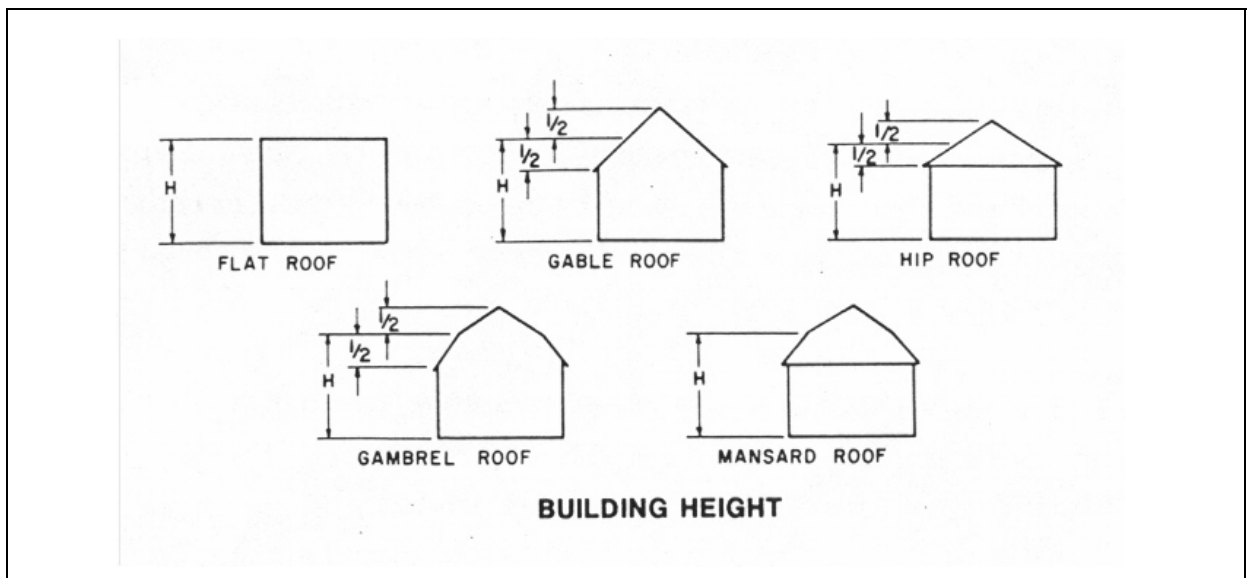 1/2
1/2
H
FLAT ROOF
1/2
1/2
H
GABLE ROOF
H
HIP ROOF
1/2
1/2
H
GAMBREL ROOF
H
MANSARD ROOF
BUILDING HEIGHT